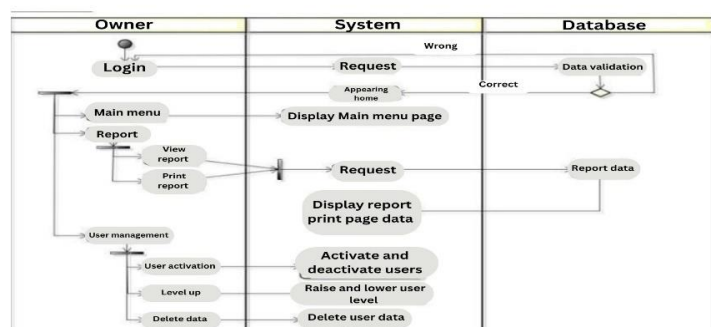 Owner
System
Database
Wrong
Login
Request
Data validation
Correct
Appearing
home
Main menu
Display Main menu page
Report
View
report
Print
report
Request
Report data
Display report
print page data
User management
User activation
Activate and
deactivate users
Level up
Raise and lower user
level
Delete data
Delete user data